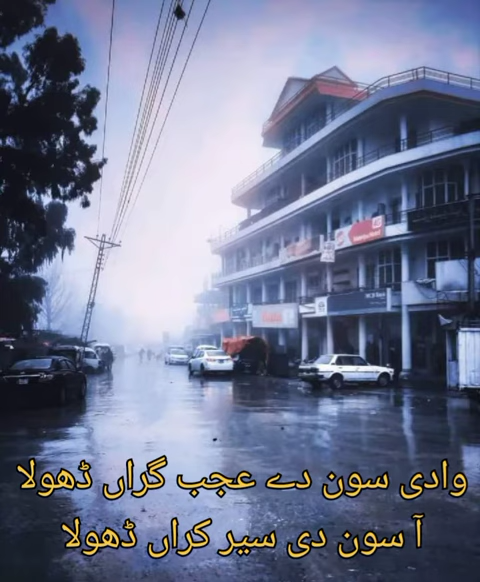 وادی سون دے عجب گراں ڈھولا
آ سون دی سیر کراں ڈھولا